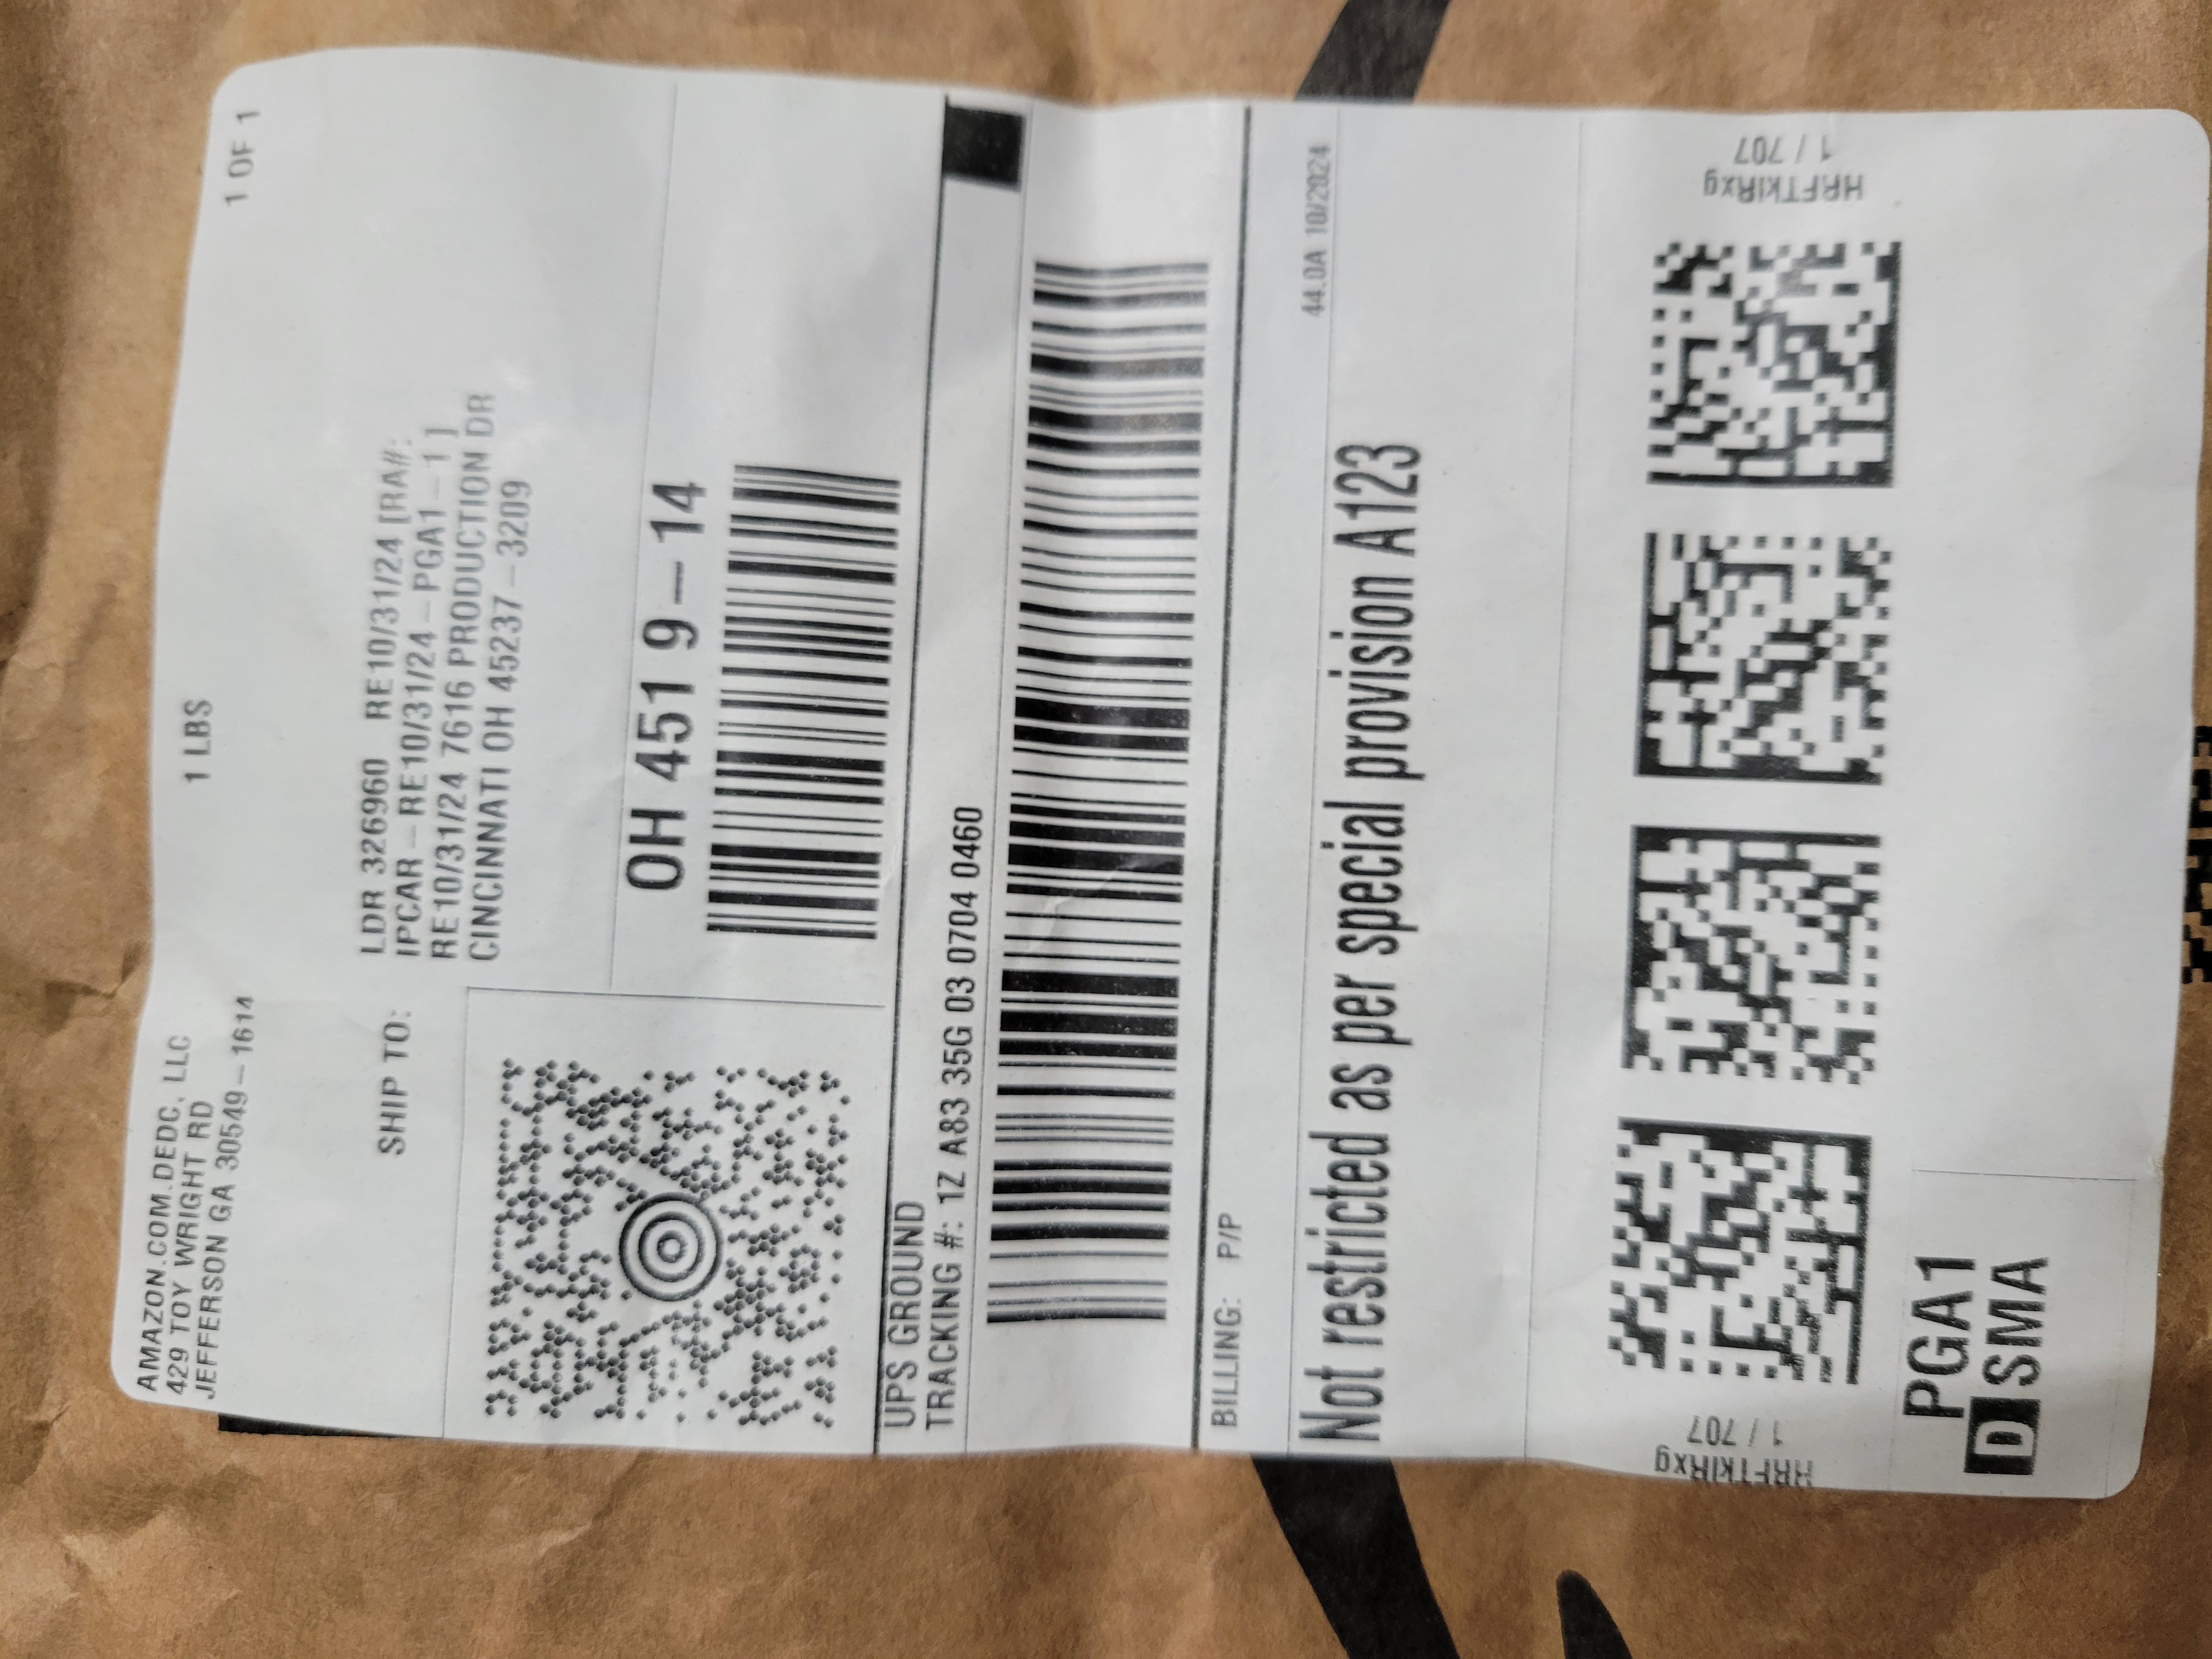 AMAZON.COM.DEDC, LLC
429 TOY WRIGHT RD
JEFFERSON GA 30549-1614
1 LBS
1 OF 1
SHIP TO:
LDR 3226960 RE10/31/24 [RA#:
IPCAR-RE10/31/24-PGA1-1]
RE10/31/24 7616 PRODUCTION DR
CINCINNATI OH 45237-3209
OH 451 9-14
UPS GROUND
TRACKING #: 1Z A83 35G 03 0704 0460
BILLING: P/P
44.0A 10/2024
Not restricted as per special provision A123
HRFTKIRxg
1 / 707
HRFTKIRxg
1 / 707
PGA1
D SMA